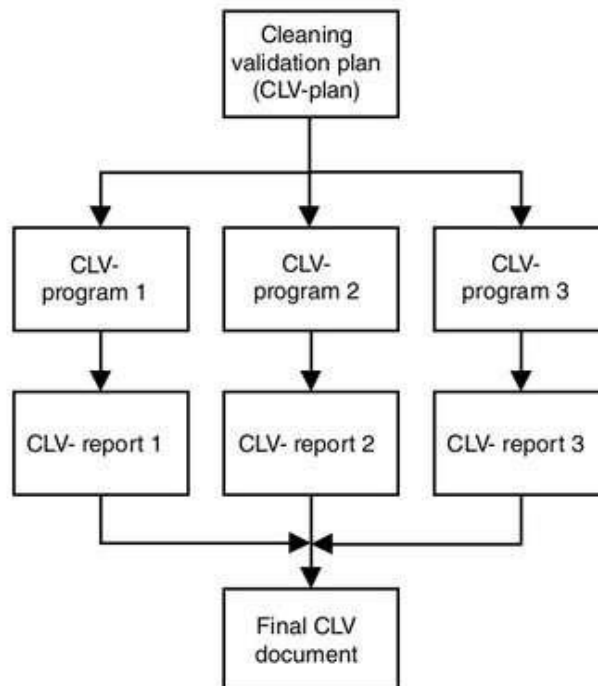 Cleaning
validation plan
(CLV-plan)
CLV-
program 1
CLV-
program 2
CLV-
program 3
CLV- report 1
CLV- report 2
CLV- report 3
Final CLV
document